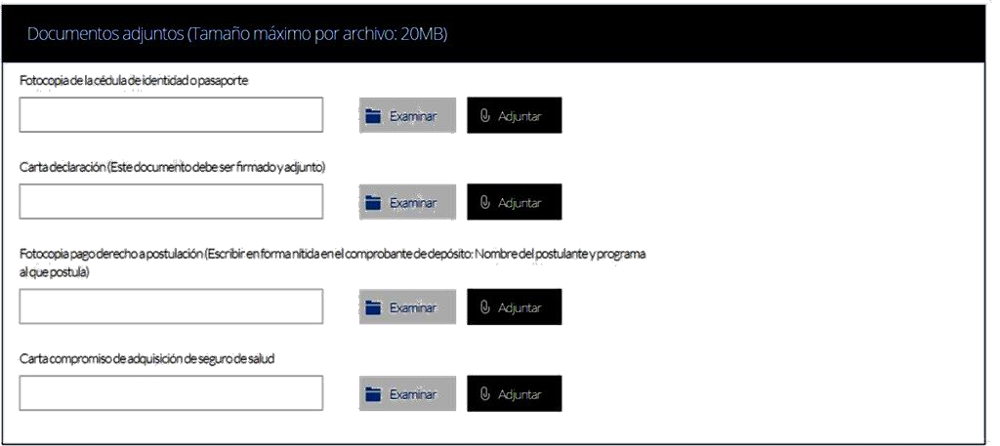 Documentos adjuntos (Tamaño máximo por archivo: 20MB)
Fotocopia de la cédula de identidad o pasaporte
Examinar Adjuntar
Carta declaración (Este documento debe ser firmado y adjunto)
Examinar Adjuntar
Fotocopia pago derecho a postulación (Escribir en forma nítida en el comprobante de depósito: Nombre del postulante y programa
al que postula)
Examinar Adjuntar
Carta compromiso de adquisición de seguro de salud
Examinar Adjuntar